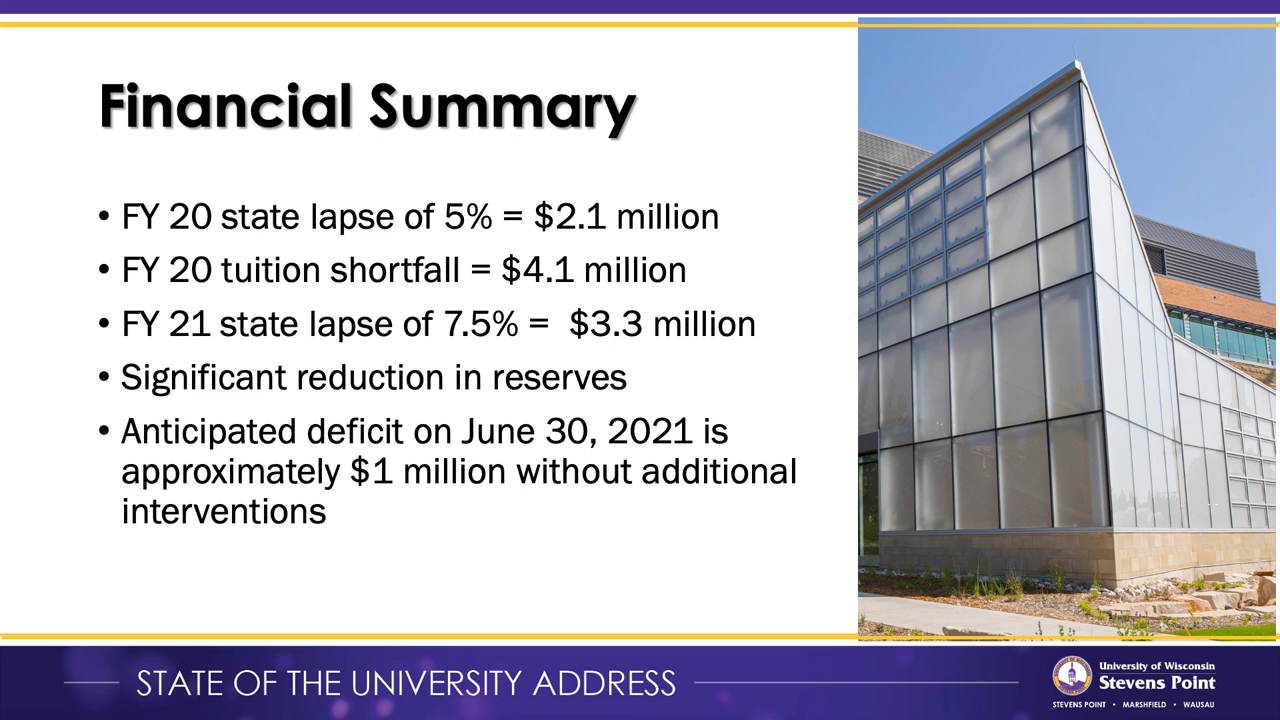 Financial Summary
• FY 20 state lapse of 5% = $2.1 million
• FY 20 tuition shortfall = $4.1 million
• FY 21 state lapse of 7.5% =  $3.3 million
• Significant reduction in reserves
• Anticipated deficit on June 30, 2021 is
approximately $1 million without additional
interventions
STATE OF THE UNIVERSITY ADDRESS
University of Wisconsin
Stevens Point
STEVENS POINT • MARSHFIELD • WAUSAU